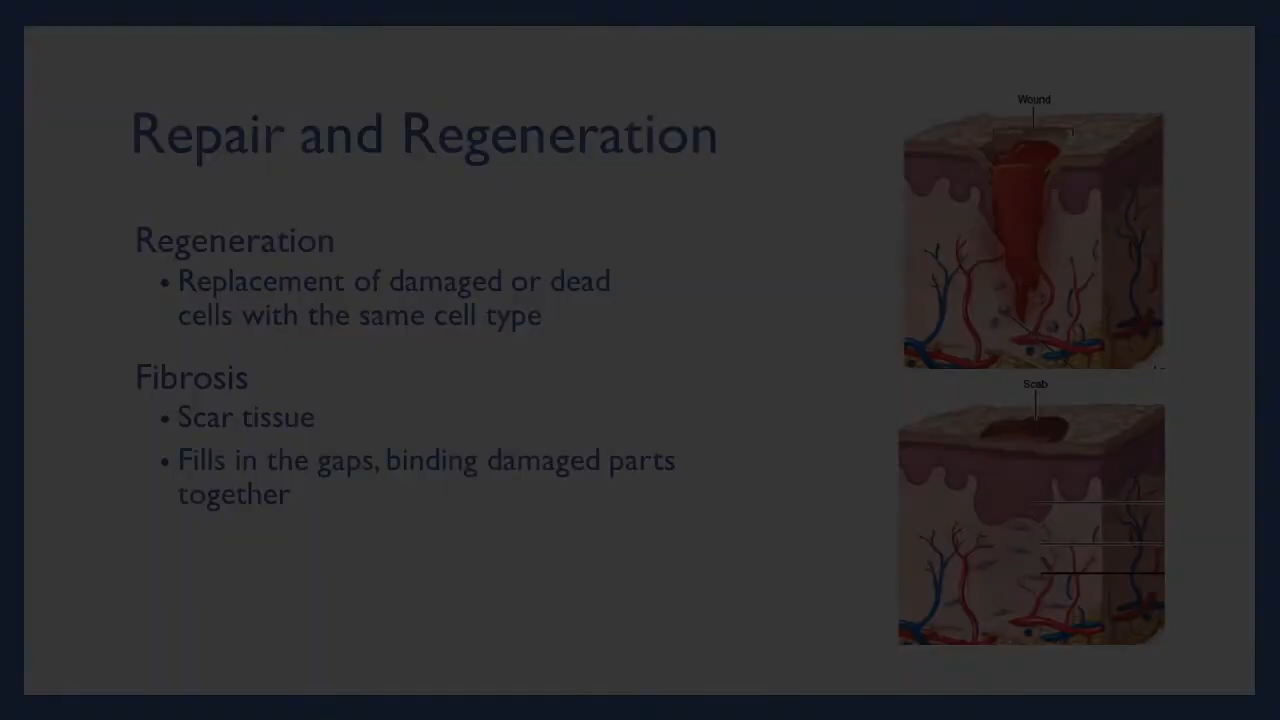 Repair and Regeneration
Regeneration
• Replacement of damaged or dead
cells with the same cell type
Fibrosis
• Scar tissue
• Fills in the gaps, binding damaged parts
together
Wound
Scab